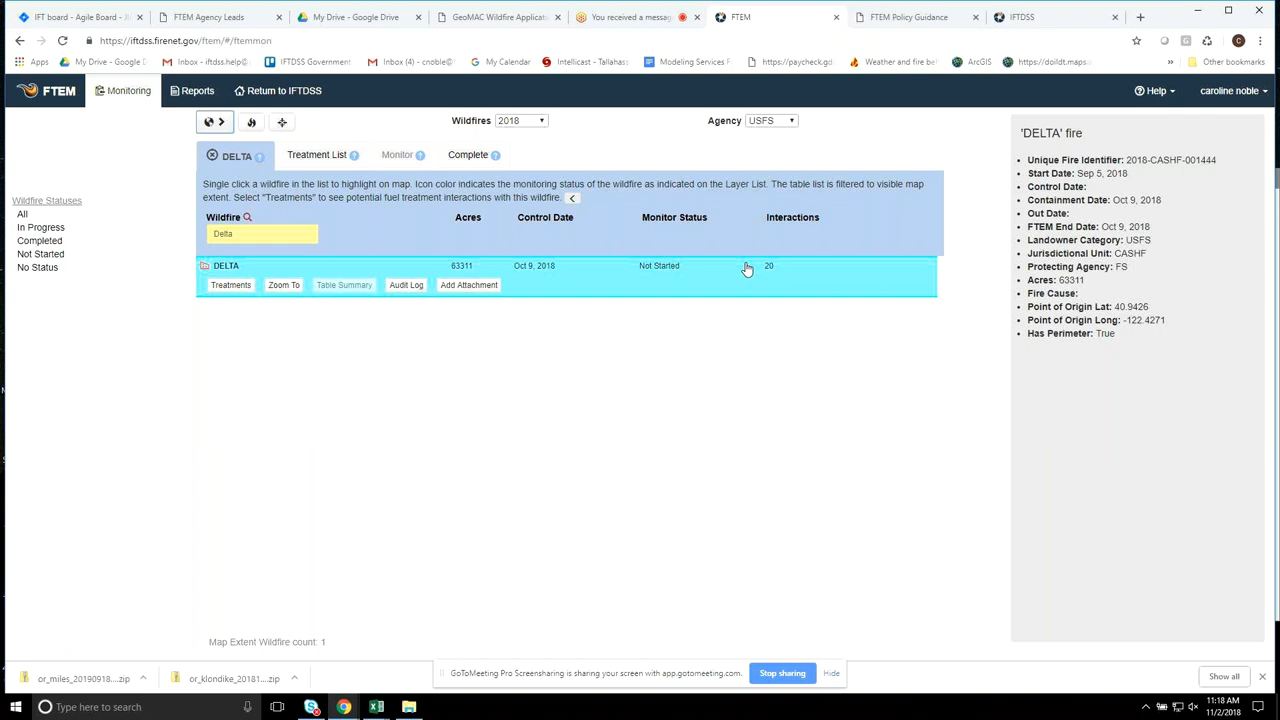 IFT board - Agile Board - Ji
FTEM Agency Leads
My Drive - Google Drive
GeoMAC Wildfire Applicat
You received a messag
FTEM
FTEM Policy Guidance
IFTDSS
https://iftdss.firenet.gov/ftem/#/ftemmon
Apps
My Drive - Google D
Inbox - iftdss.help@
IFTDSS Government
Inbox (4) - cnoble@
My Calendar
Intellicast - Tallahass
Modeling Services F
https://paycheck.gd
Weather and fire be
ArcGIS
https://doildt.maps.a
»
Other bookmarks
FTEM
Monitoring
Reports
Return to IFTDSS
Help
caroline noble
Wildfires
2018
Agency
USFS
DELTA
Treatment List
Monitor
Complete
Single click a wildfire in the list to highlight on map. Icon color indicates the monitoring status of the wildfire as indicated on the Layer List. The table list is filtered to visible map
extent. Select "Treatments" to see potential fuel treatment interactions with this wildfire.
Wildfire
Acres
Control Date
Monitor Status
Interactions
Delta
DELTA
63311
Oct 9, 2018
Not Started
20
Treatments
Zoom To
Table Summary
Audit Log
Add Attachment
Wildfire Statuses
All
In Progress
Completed
Not Started
No Status
Map Extent Wildfire count: 1
'DELTA' fire
• Unique Fire Identifier: 2018-CASHF-001444
• Start Date: Sep 5, 2018
• Control Date:
• Containment Date: Oct 9, 2018
• Out Date:
• FTEM End Date: Oct 9, 2018
• Landowner Category: USFS
• Jurisdictional Unit: CASHF
• Protecting Agency: FS
• Acres: 63311
• Fire Cause:
• Point of Origin Lat: 40.9426
• Point of Origin Long: -122.4271
• Has Perimeter: True
or_klondike_20181....zip
GoToMeeting Pro Screensharing is sharing your screen with app.gotomeeting.com.
Stop sharing
Hide
Show all
Type here to search
11:18 AM
11/2/2018